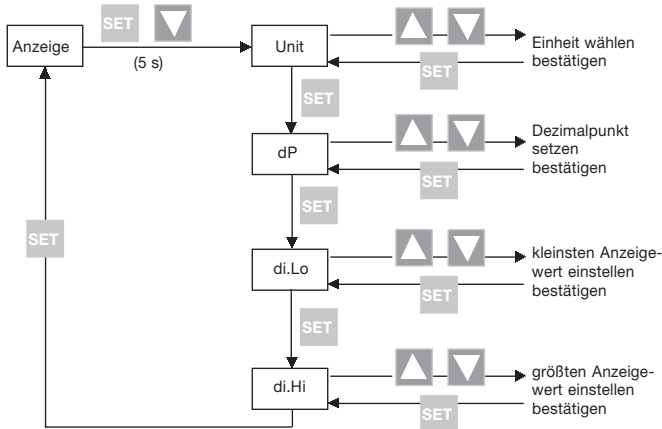 SET
Anzeige
(5 s)
Unit
Einheit wählen
bestätigen
SET
SET
dP
Dezimalpunkt
setzen
bestätigen
SET
SET
SET
di.Lo
kleinsten Anzeige-
wert einstellen
bestätigen
SET
SET
di.Hi
größten Anzeige-
wert einstellen
bestätigen
SET